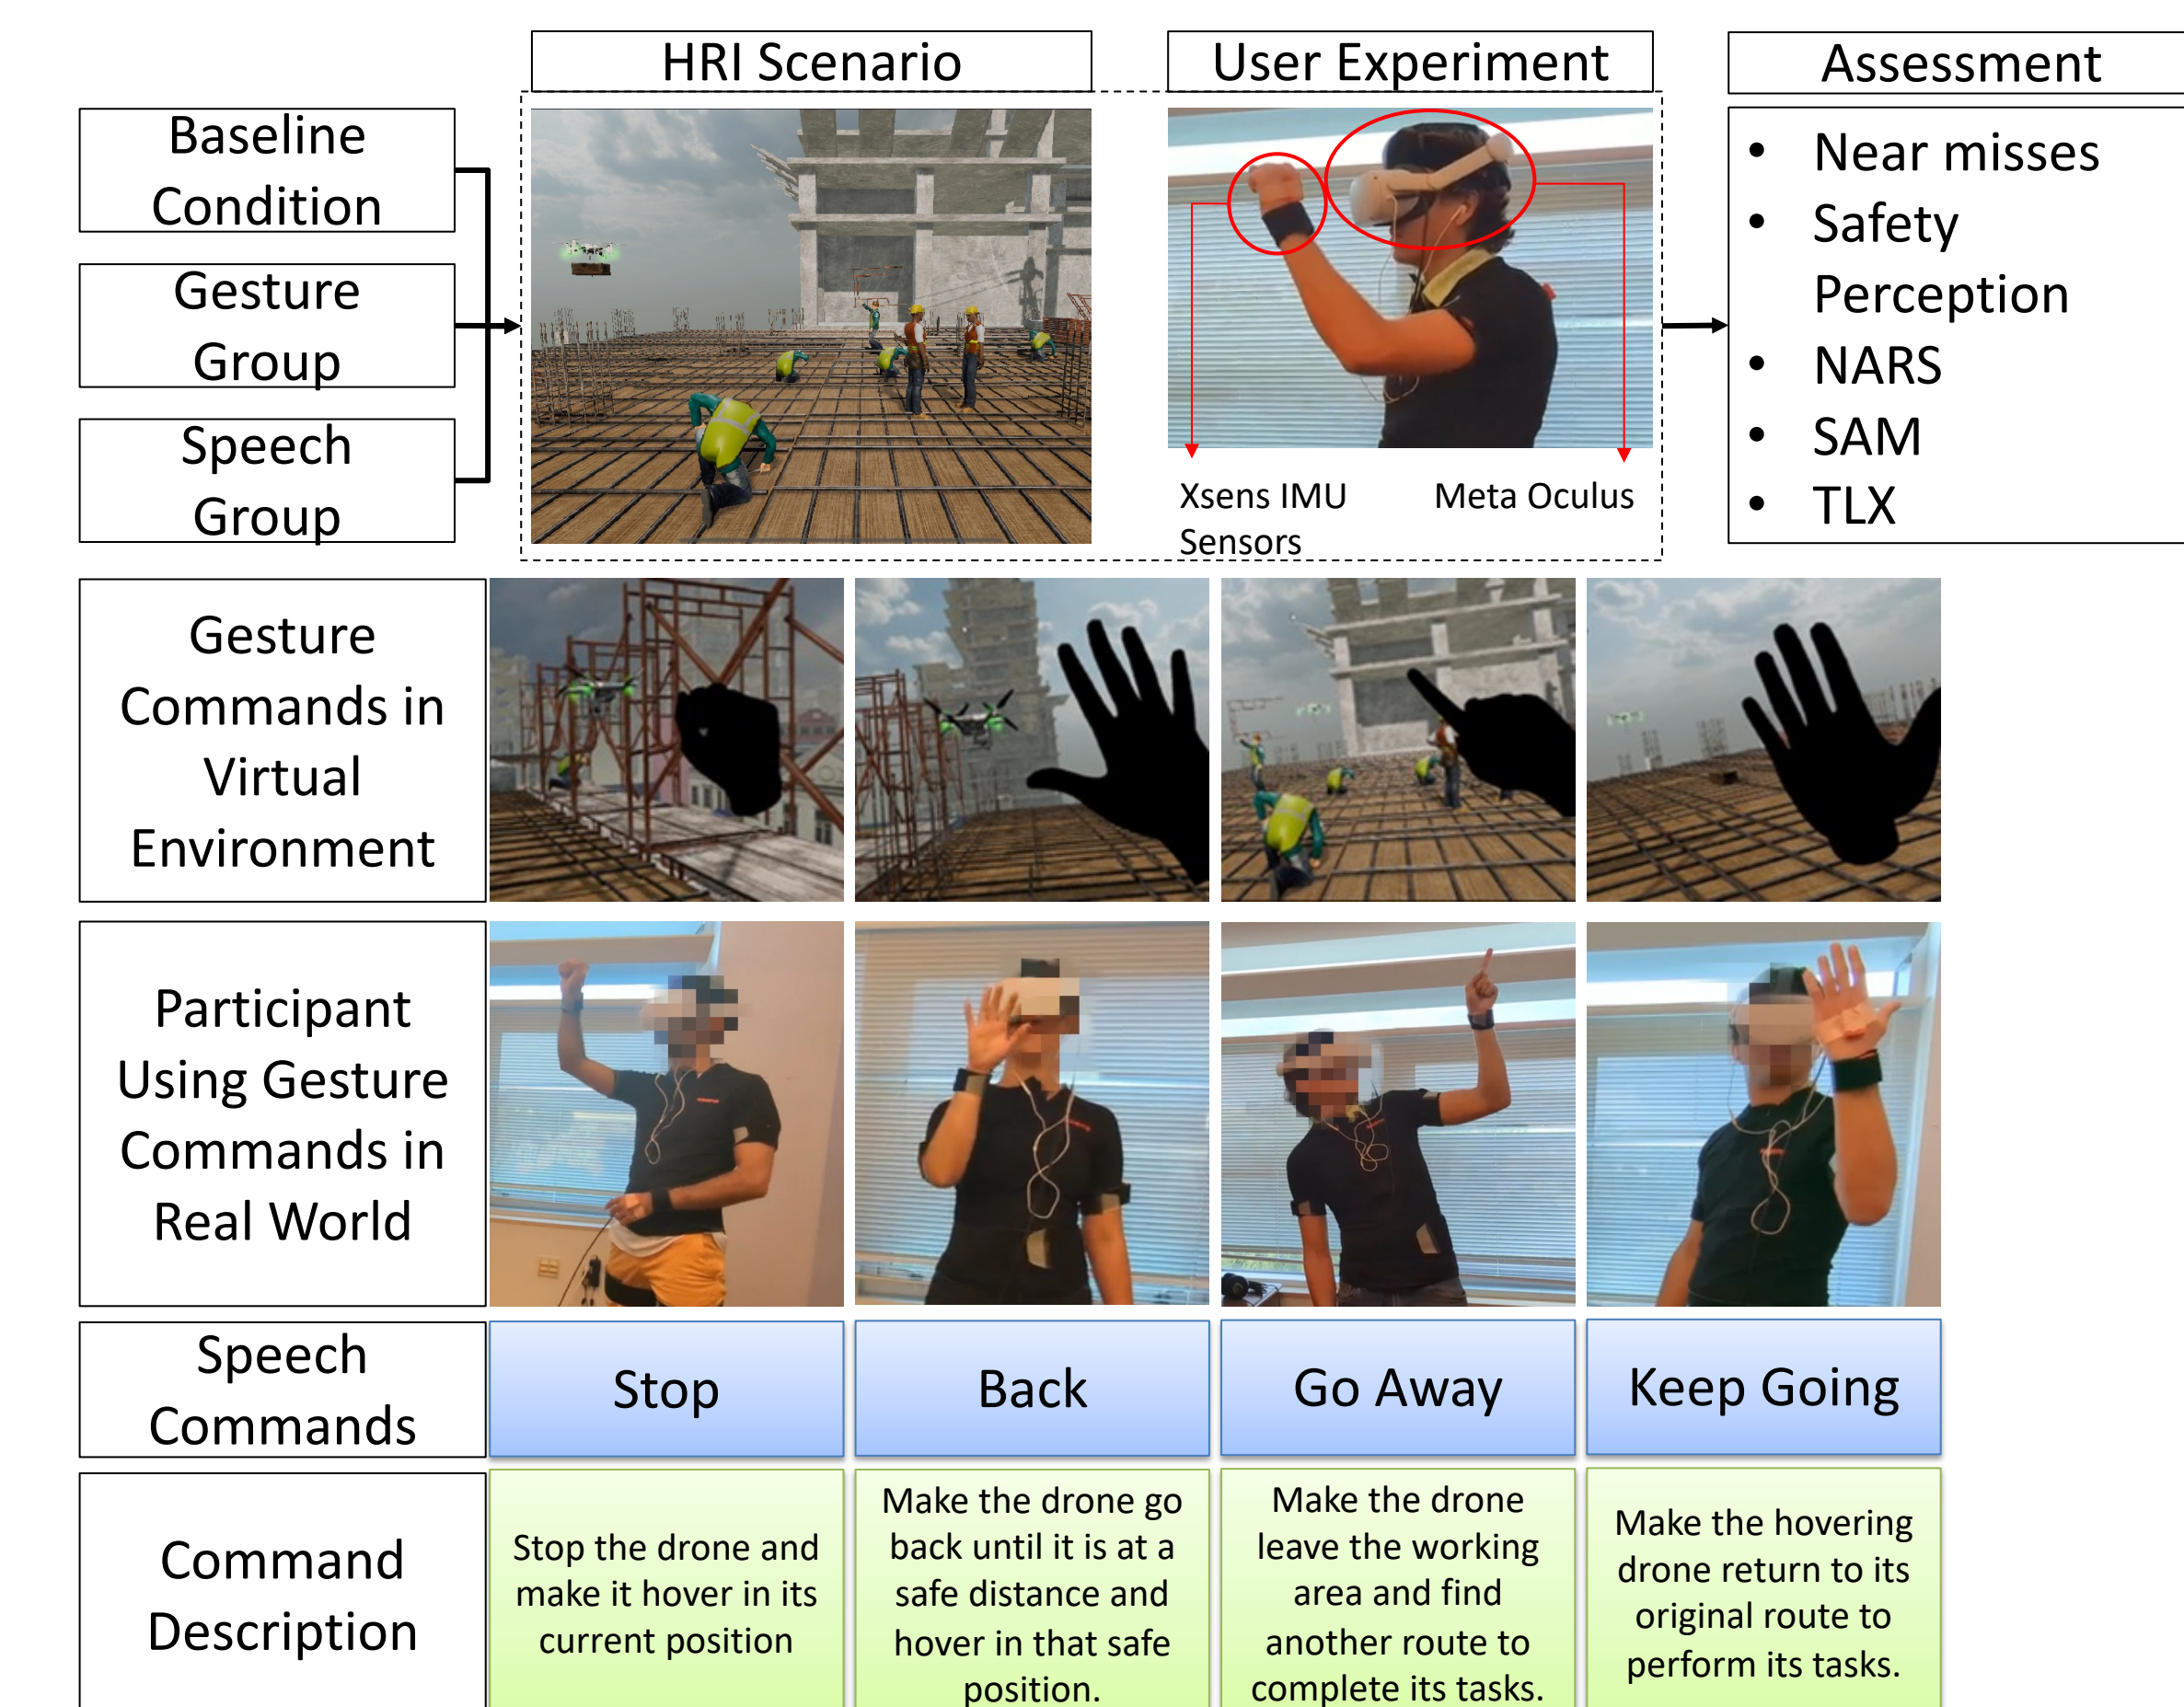 HRI Scenario
User Experiment
Assessment
Baseline
Condition
Gesture
Group
Speech
Group
Xsens IMU
Sensors
Meta Oculus
• Near misses
• Safety
Perception
• NARS
• SAM
• TLX
Gesture
Commands in
Virtual
Environment
Participant
Using Gesture
Commands in
Real World
Speech
Commands
Stop
Back
Go Away
Keep Going
Command
Description
Stop the drone and
make it hover in its
current position
Make the drone go
back until it is at a
safe distance and
hover in that safe
position.
Make the drone
leave the working
area and find
another route to
complete its tasks.
Make the hovering
drone return to its
original route to
perform its tasks.